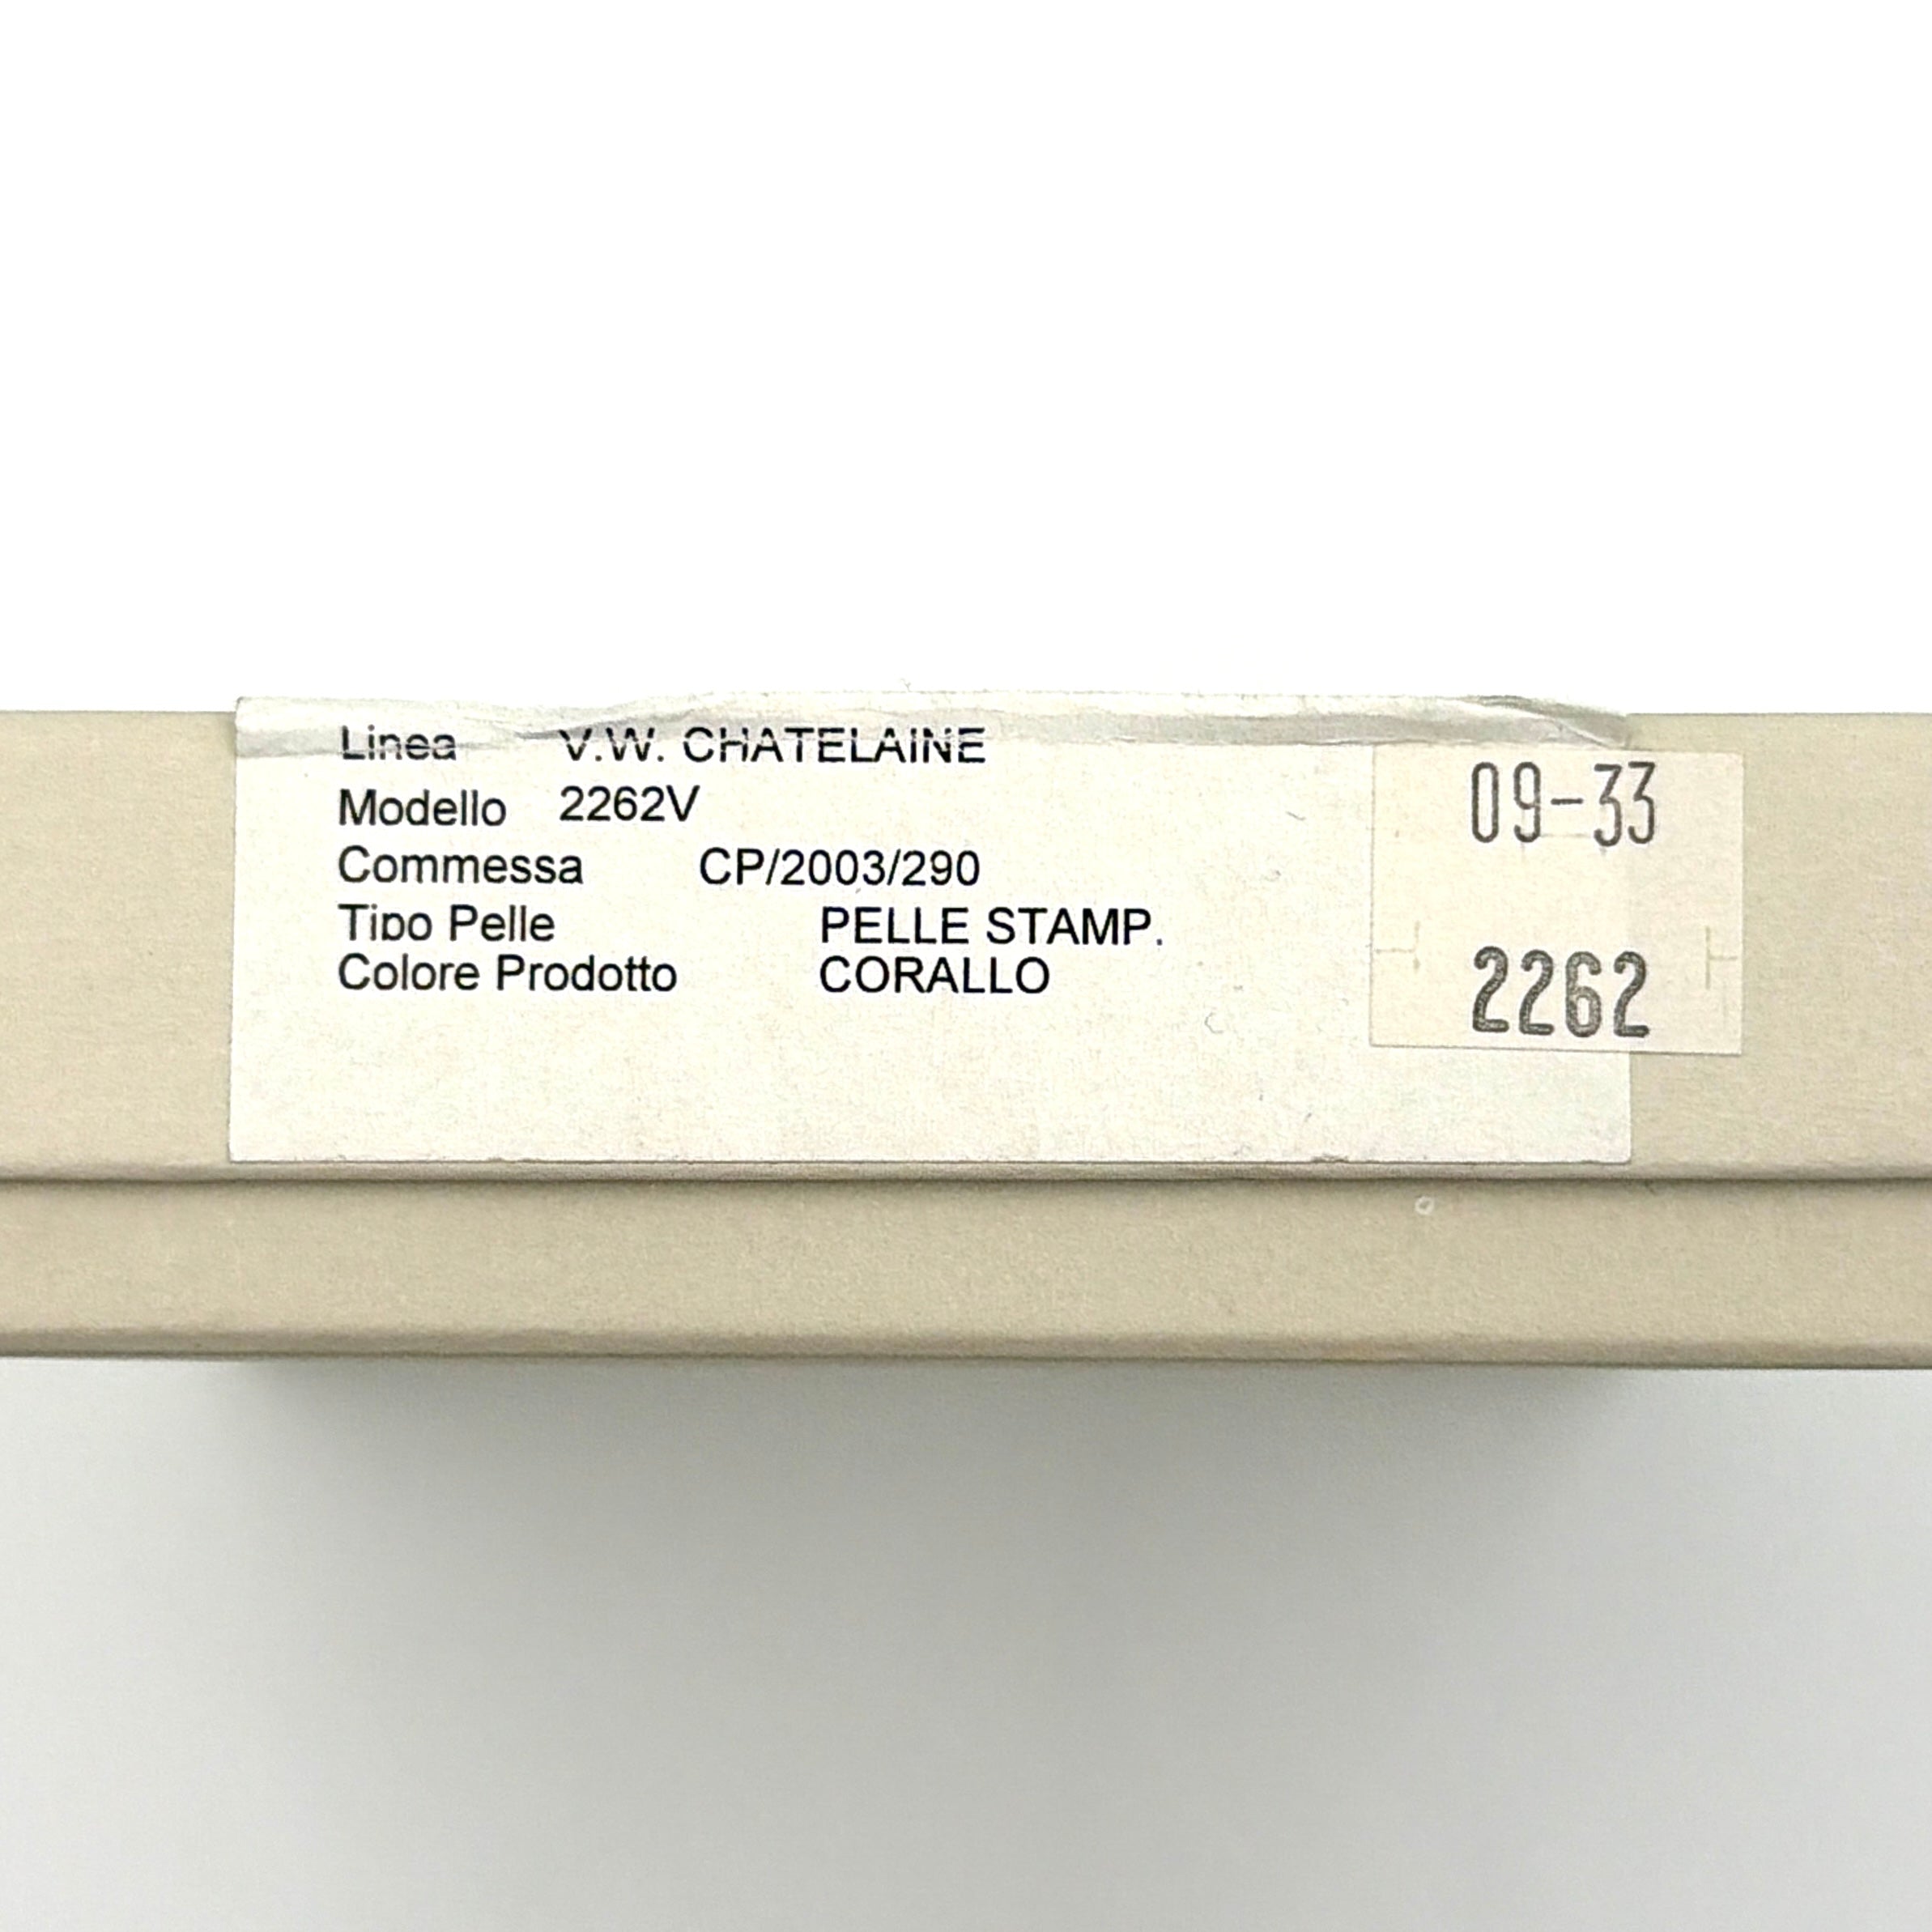 Linea V.W. CHATELAINE
Modello 2262V
Commessa CP/2003/290
Tipo Pelle PELLE STAMP.
Colore Prodotto CORALLO
09-33
2262